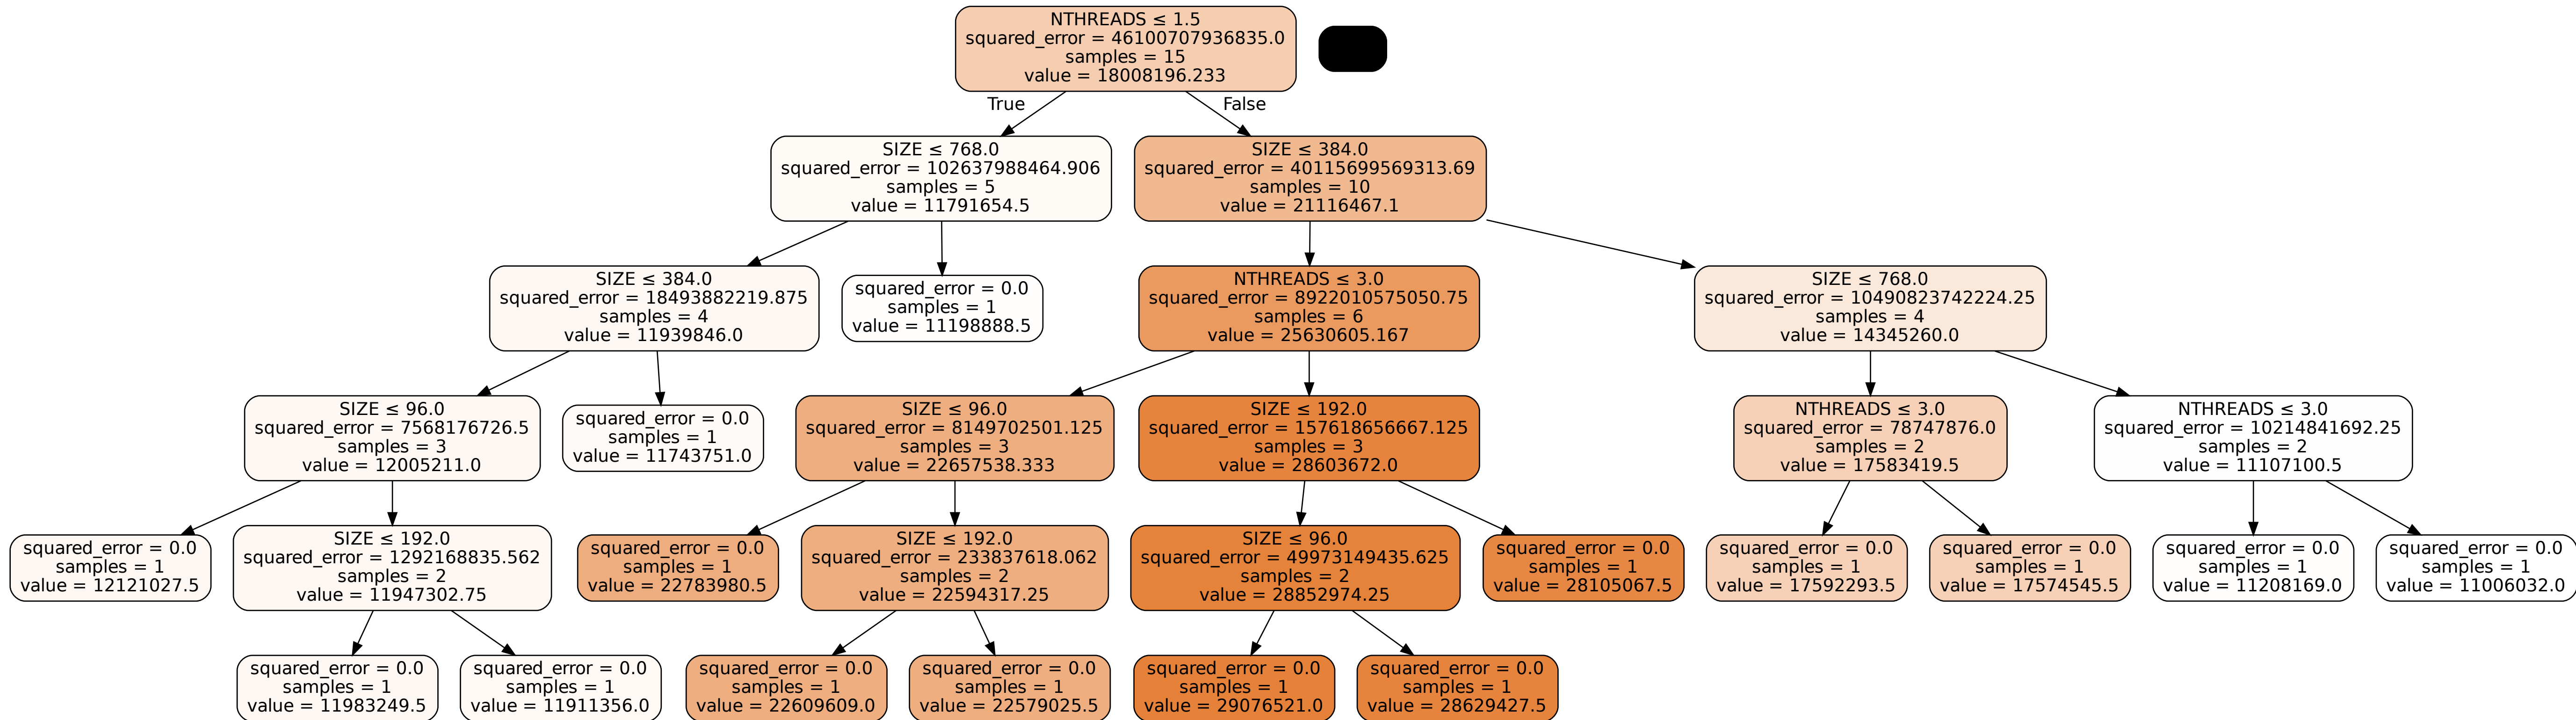 NTHREADS ≤ 1.5
squared_error = 46100707936835.0
samples = 15
value = 18008196.233
True
False
SIZE ≤ 768.0
squared_error = 102637988464.906
samples = 5
value = 11791654.5
SIZE ≤ 384.0
squared_error = 40115699569313.69
samples = 10
value = 21116467.1
SIZE ≤ 384.0
squared_error = 18493882219.875
samples = 4
value = 11939846.0
squared_error = 0.0
samples = 1
value = 11198888.5
NTHREADS ≤ 3.0
squared_error = 8922010575050.75
samples = 6
value = 25630605.167
SIZE ≤ 768.0
squared_error = 10490823742224.25
samples = 4
value = 14345260.0
SIZE ≤ 96.0
squared_error = 7568176726.5
samples = 3
value = 12005211.0
squared_error = 0.0
samples = 1
value = 11743751.0
SIZE ≤ 96.0
squared_error = 8149702501.125
samples = 3
value = 22657538.333
SIZE ≤ 192.0
squared_error = 157618656667.125
samples = 3
value = 28603672.0
NTHREADS ≤ 3.0
squared_error = 78747876.0
samples = 2
value = 17583419.5
NTHREADS ≤ 3.0
squared_error = 10214841692.25
samples = 2
value = 11107100.5
squared_error = 0.0
samples = 1
value = 12121027.5
SIZE ≤ 192.0
squared_error = 1292168835.562
samples = 2
value = 11947302.75
squared_error = 0.0
samples = 1
value = 22783980.5
SIZE ≤ 192.0
squared_error = 233837618.062
samples = 2
value = 22594317.25
SIZE ≤ 96.0
squared_error = 49973149435.625
samples = 2
value = 28852974.25
squared_error = 0.0
samples = 1
value = 28105067.5
squared_error = 0.0
samples = 1
value = 17592293.5
squared_error = 0.0
samples = 1
value = 17574545.5
squared_error = 0.0
samples = 1
value = 11208169.0
squared_error = 0.0
samples = 1
value = 11006032.0
squared_error = 0.0
samples = 1
value = 11983249.5
squared_error = 0.0
samples = 1
value = 11911356.0
squared_error = 0.0
samples = 1
value = 22609609.0
squared_error = 0.0
samples = 1
value = 22579025.5
squared_error = 0.0
samples = 1
value = 29076521.0
squared_error = 0.0
samples = 1
value = 28629427.5